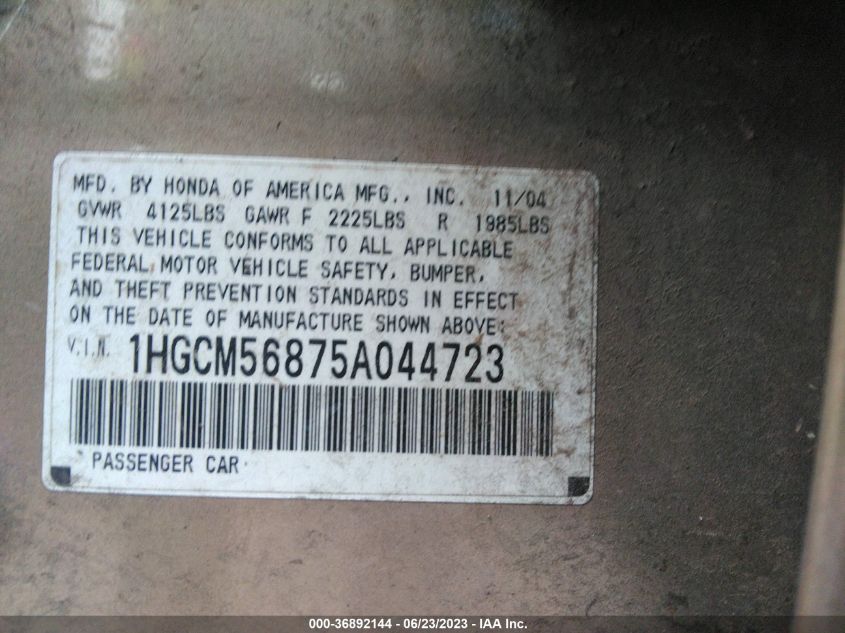 MFD. BY HONDA OF AMERICA MFG., INC. 11/04
GVWR 4125LBS GAWR F 2225LBS R 1985LBS
THIS VEHICLE CONFORMS TO ALL APPLICABLE
FEDERAL MOTOR VEHICLE SAFETY, BUMPER,
AND THEFT PREVENTION STANDARDS IN EFFECT
ON THE DATE OF MANUFACTURE SHOWN ABOVE:
V.I.N. 1HGCM56875A044723
PASSENGER CAR
000-36892144 - 06/23/2023 - IAA Inc.